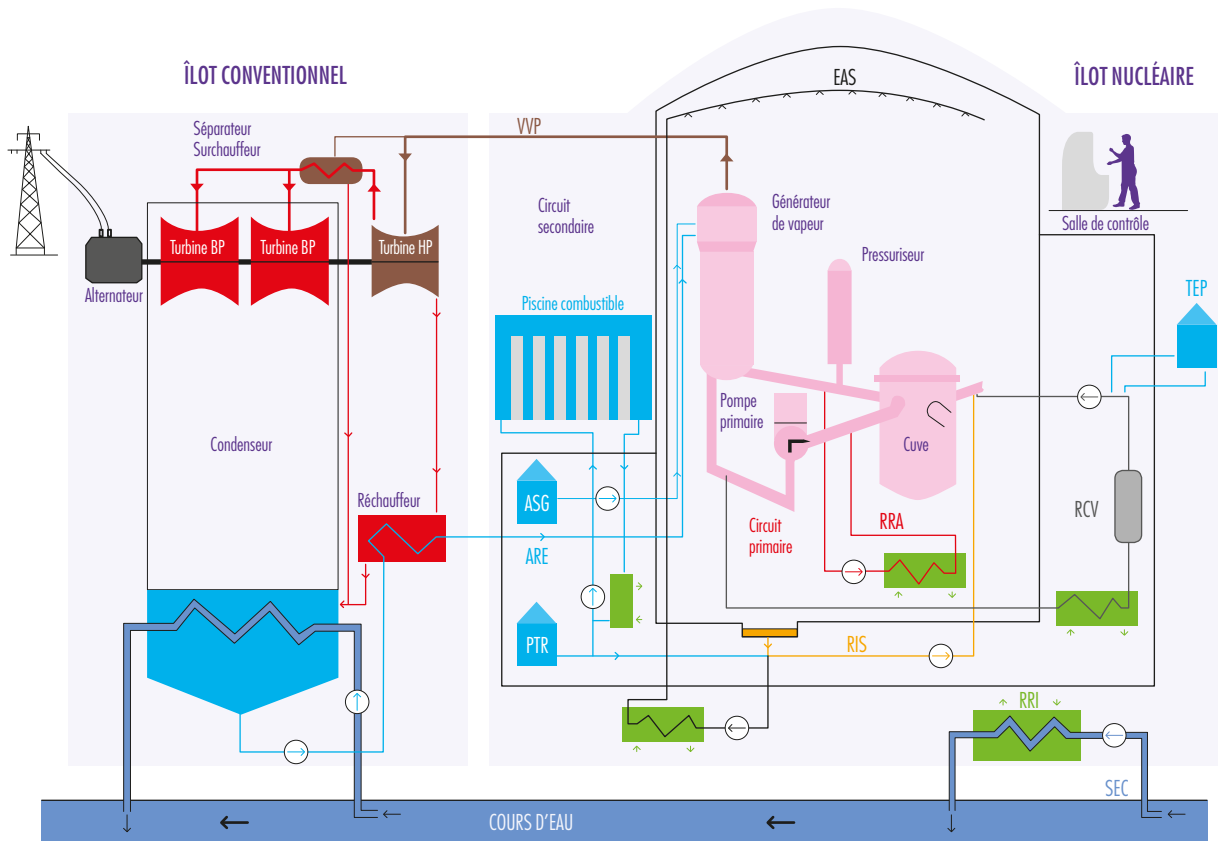 ÎLOT CONVENTIONNEL
ÎLOT NUCLÉAIRE
EAS
VVP
Séparateur
Surchauffeur
Circuit
secondaire
Générateur
de vapeur
Salle de contrôle
Turbine BP
Turbine BP
Turbine HP
Pressuriseur
Alternateur
Piscine combustible
TEP
Pompe
primaire
Cuve
Condenseur
Réchauffeur
ASG
RCV
Circuit
primaire
RRA
ARE
PTR
RIS
RRI
SEC
COURS D'EAU